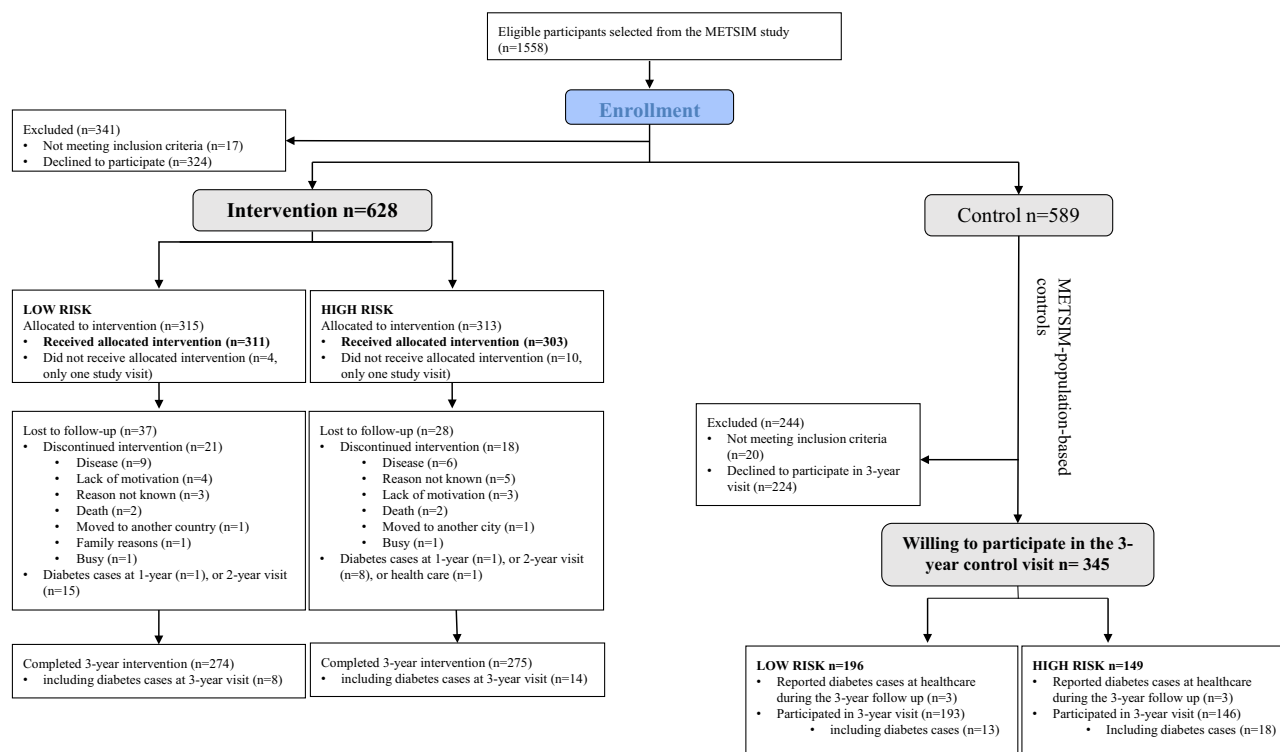 Eligible participants selected from the METSIM study
(n=1558)
Enrollment
Excluded (n=341)
• Not meeting inclusion criteria (n=17)
• Declined to participate (n=324)
Intervention n=628
Control n=589
LOW RISK
Allocated to intervention (n=315)
• Received allocated intervention (n=311)
• Did not receive allocated intervention (n=4,
only one study visit)
HIGH RISK
Allocated to intervention (n=313)
• Received allocated intervention (n=303)
• Did not receive allocated intervention (n=10,
only one study visit)
METSIM-population-based
controls
Lost to follow-up (n=37)
• Discontinued intervention (n=21)
• Disease (n=9)
• Lack of motivation (n=4)
• Reason not known (n=3)
• Death (n=2)
• Moved to another country (n=1)
• Family reasons (n=1)
• Busy (n=1)
• Diabetes cases at 1-year (n=1), or 2-year visit
(n=15)
Lost to follow-up (n=28)
• Discontinued intervention (n=18)
• Disease (n=6)
• Reason not known (n=5)
• Lack of motivation (n=3)
• Death (n=2)
• Moved to another city (n=1)
• Busy (n=1)
• Diabetes cases at 1-year (n=1), or 2-year visit
(n=8), or health care (n=1)
Excluded (n=244)
• Not meeting inclusion criteria
(n=20)
• Declined to participate in 3-year
visit (n=224)
Willing to participate in the 3-
year control visit n= 345
Completed 3-year intervention (n=274)
• including diabetes cases at 3-year visit (n=8)
Completed 3-year intervention (n=275)
• including diabetes cases at 3-year visit (n=14)
LOW RISK n=196
• Reported diabetes cases at healthcare
during the 3-year follow up (n=3)
• Participated in 3-year visit (n=193)
• including diabetes cases (n=13)
HIGH RISK n=149
• Reported diabetes cases at healthcare
during the 3-year follow up (n=3)
• Participated in 3-year visit (n=146)
• Including diabetes cases (n=18)